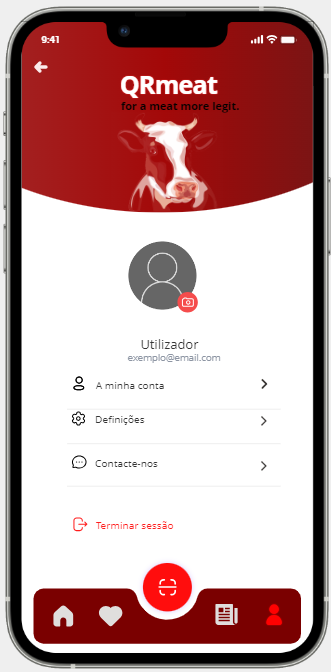 9:41
QRmeat
for a meat more legit.
Utilizador
exemplo@email.com
A minha conta
Definições
Contacte-nos
Terminar sessão